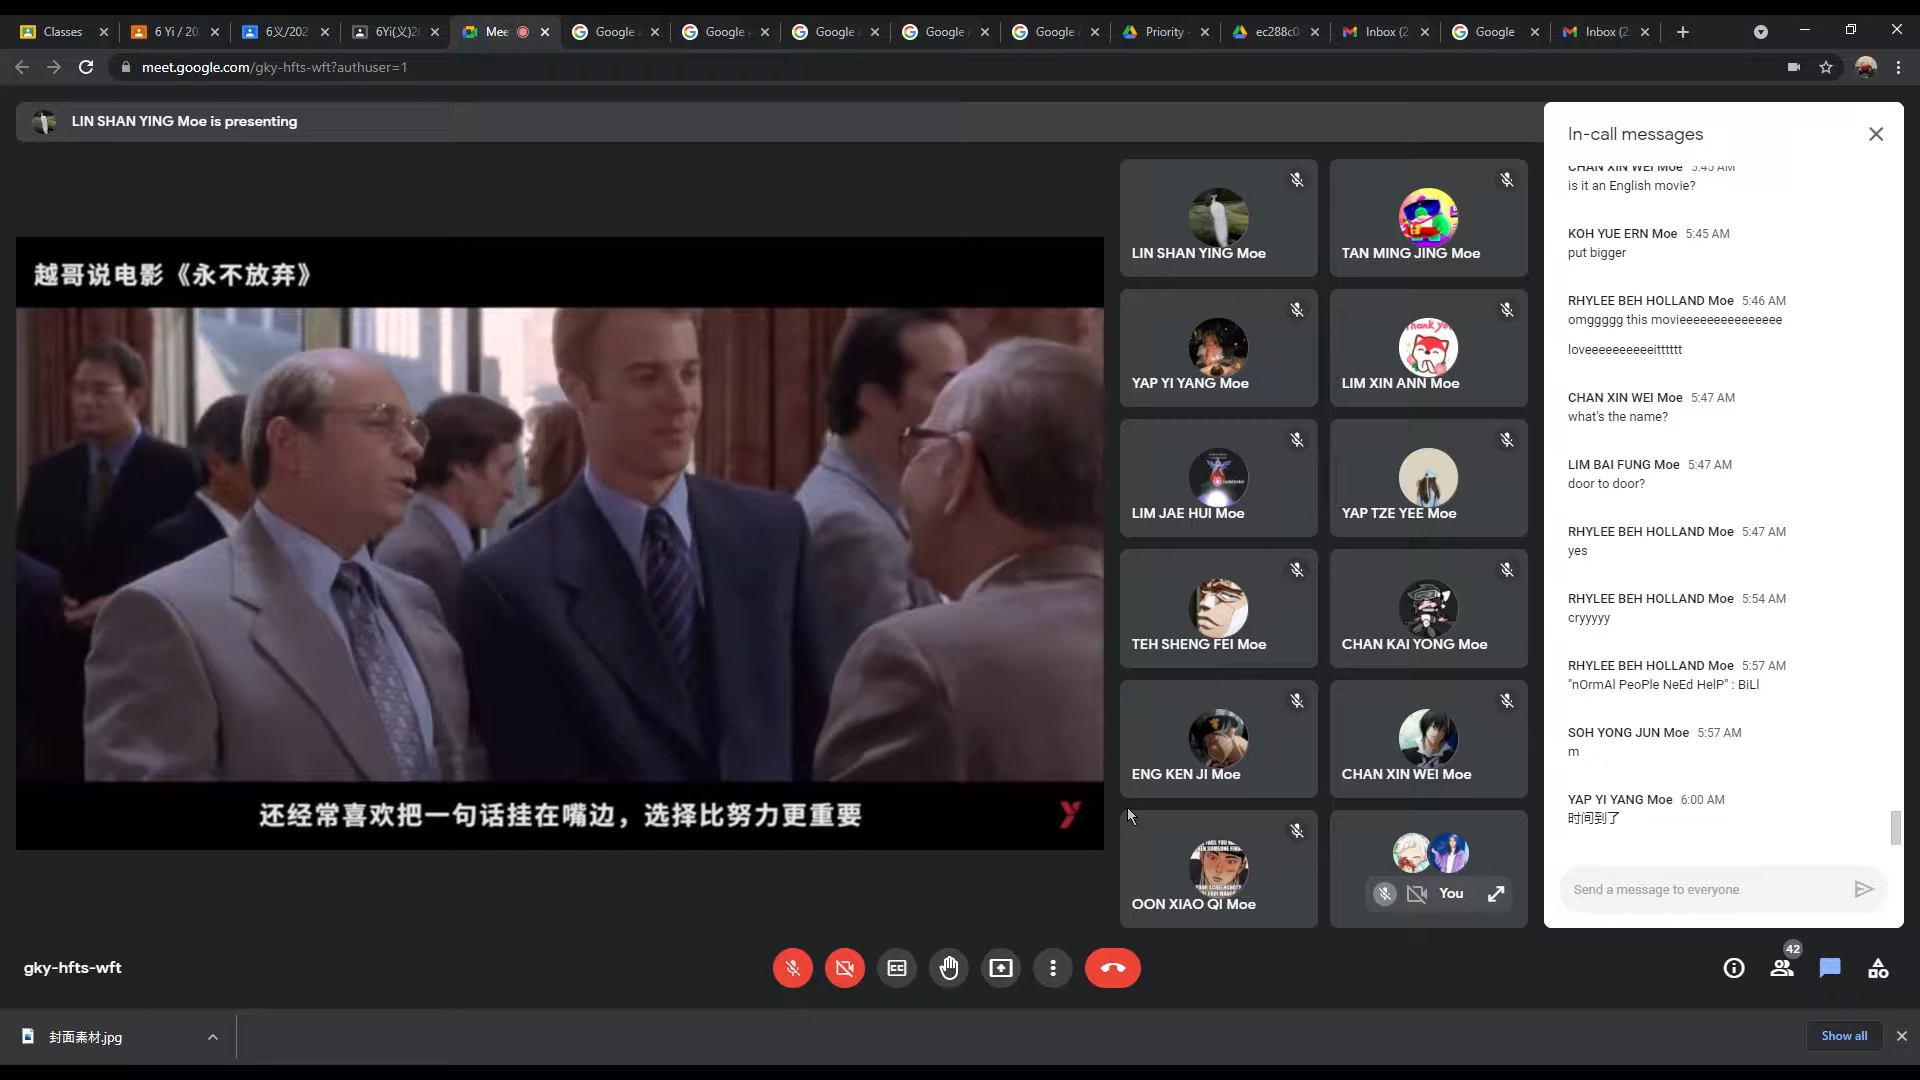 Classes
6 Yi / 20
6义/202
6Yi(义)2
Mee
Google
Google
Google
Google
Google
Priority
ec288c0
Inbox (2
Google
Inbox (2
meet.google.com/gky-hfts-wft?authuser=1
LIN SHAN YING Moe is presenting
越哥说电影《永不放弃》
还经常喜欢把一句话挂在嘴边，选择比努力更重要
LIN SHAN YING Moe
TAN MING JING Moe
YAP YI YANG Moe
LIM XIN ANN Moe
LIM JAE HUI Moe
YAP TZE YEE Moe
TEH SHENG FEI Moe
CHAN KAI YONG Moe
ENG KEN JI Moe
CHAN XIN WEI Moe
OON XIAO QI Moe
You
In-call messages
CHAN XIN WEI Moe 5:45 AM
is it an English movie?
KOH YUE ERN Moe 5:45 AM
put bigger
RHYLEE BEH HOLLAND Moe 5:46 AM
omggggg this movieeeeeeeeeeeeeee
loveeeeeeeeeeitttttt
CHAN XIN WEI Moe 5:47 AM
what's the name?
LIM BAI FUNG Moe 5:47 AM
door to door?
RHYLEE BEH HOLLAND Moe 5:47 AM
yes
RHYLEE BEH HOLLAND Moe 5:54 AM
cryyyyy
RHYLEE BEH HOLLAND Moe 5:57 AM
"nOrmAl PeoPle NeEd HelP" : BiLl
SOH YONG JUN Moe 5:57 AM
m
YAP YI YANG Moe 6:00 AM
时间到了
Send a message to everyone
gky-hfts-wft
42
封面素材.jpg
Show all